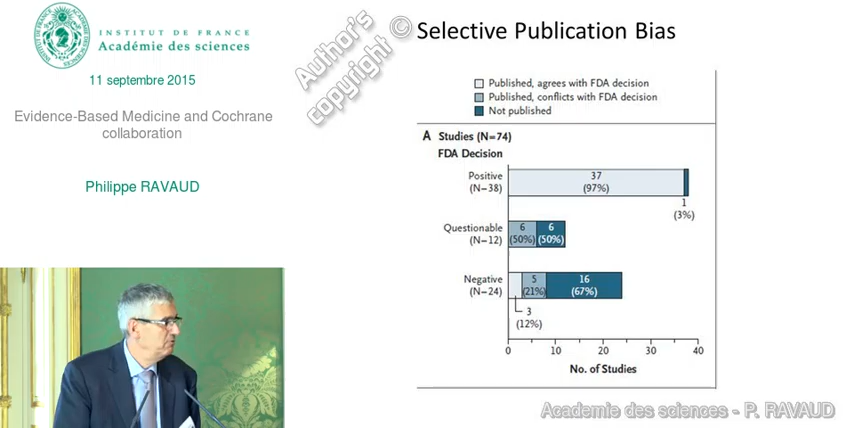 INSTITUT DE FRANCE
Académie des sciences
11 septembre 2015
Evidence-Based Medicine and Cochrane
collaboration
Philippe RAVAUD
Author's
copyright ©
Selective Publication Bias
Published, agrees with FDA decision
Published, conflicts with FDA decision
Not published
A Studies (N=74)
FDA Decision
Positive
(N=38)
37
(97%)
1
(3%)
Questionable
(N=12)
6
(50%)
6
(50%)
Negative
(N=24)
3
(12%)
5
(21%)
16
(67%)
0 10 20 30 40
No. of Studies
Academie des sciences - P. RAVAUD